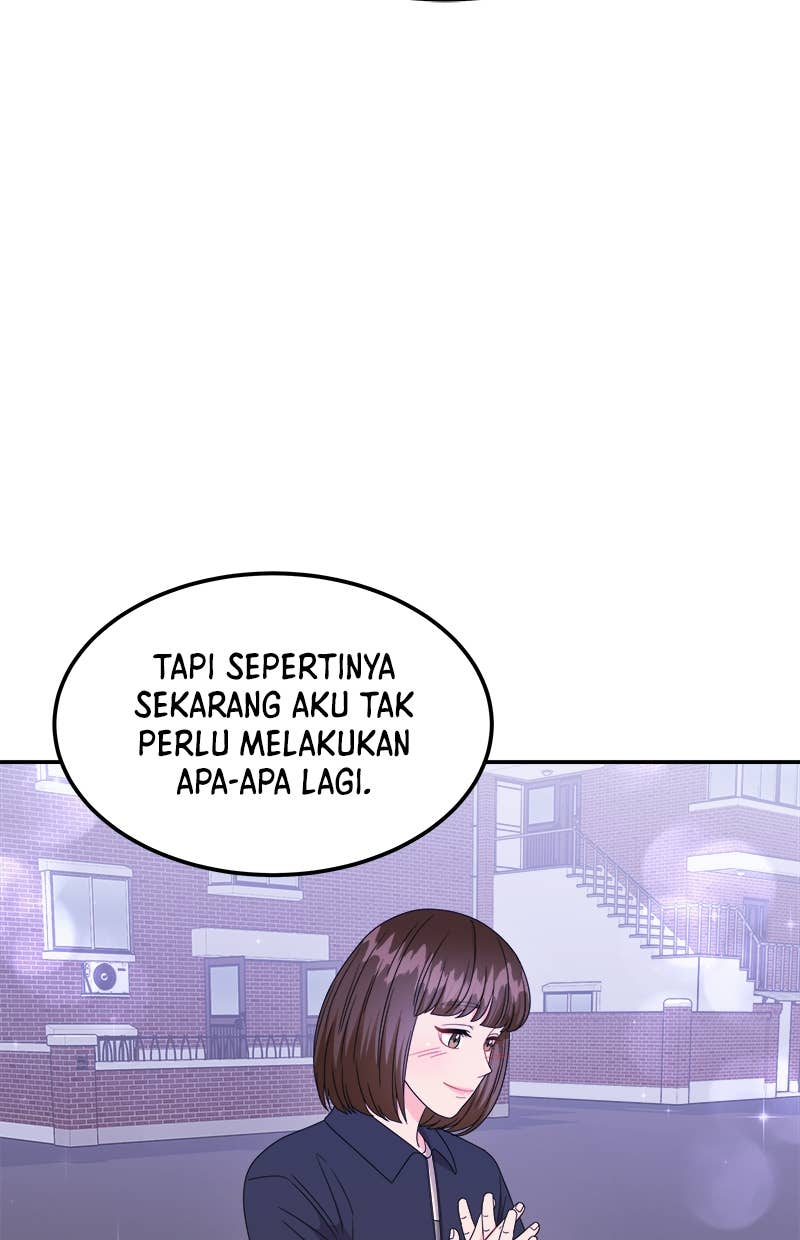 TAPI SEPERTINYA
SEKARANG AKU TAK
PERLU MELAKUKAN
APA-APA LAGI.